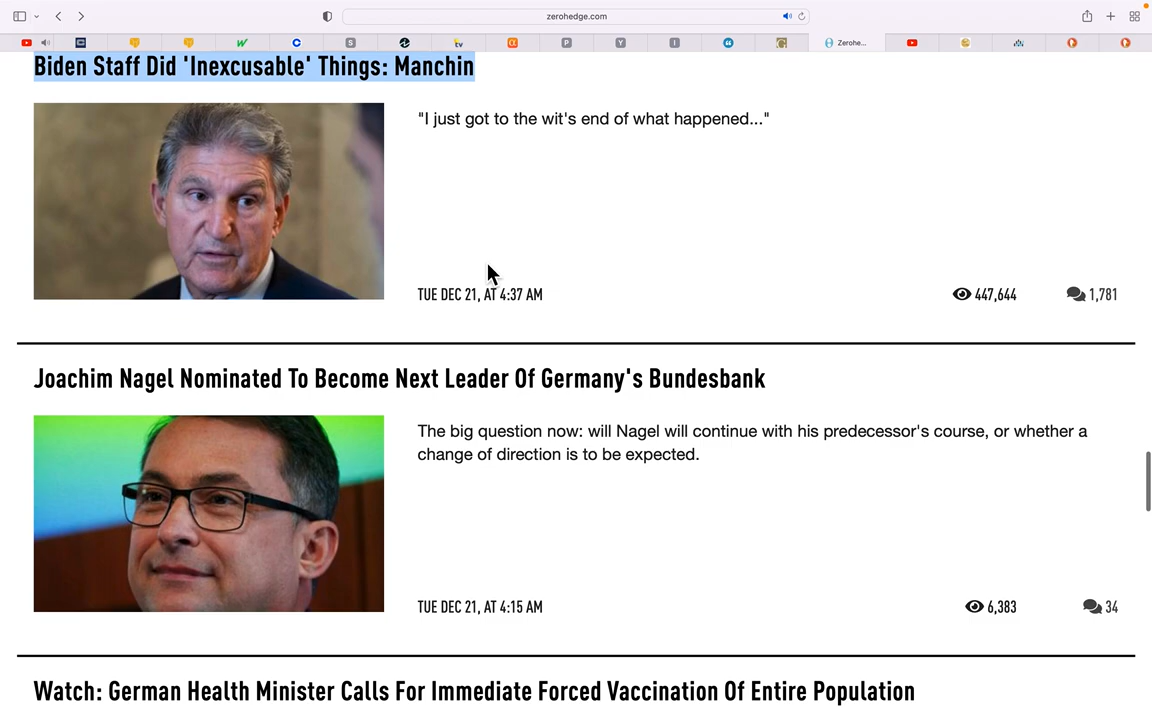 zerohedge.com
tv
S
P
Y
I
Zerohe...
Biden Staff Did 'Inexcusable' Things: Manchin
"I just got to the wit's end of what happened..."
TUE DEC 21, AT 4:37 AM
447,644
1,781
Joachim Nagel Nominated To Become Next Leader Of Germany's Bundesbank
The big question now: will Nagel will continue with his predecessor's course, or whether a
change of direction is to be expected.
TUE DEC 21, AT 4:15 AM
6,383
34
Watch: German Health Minister Calls For Immediate Forced Vaccination Of Entire Population